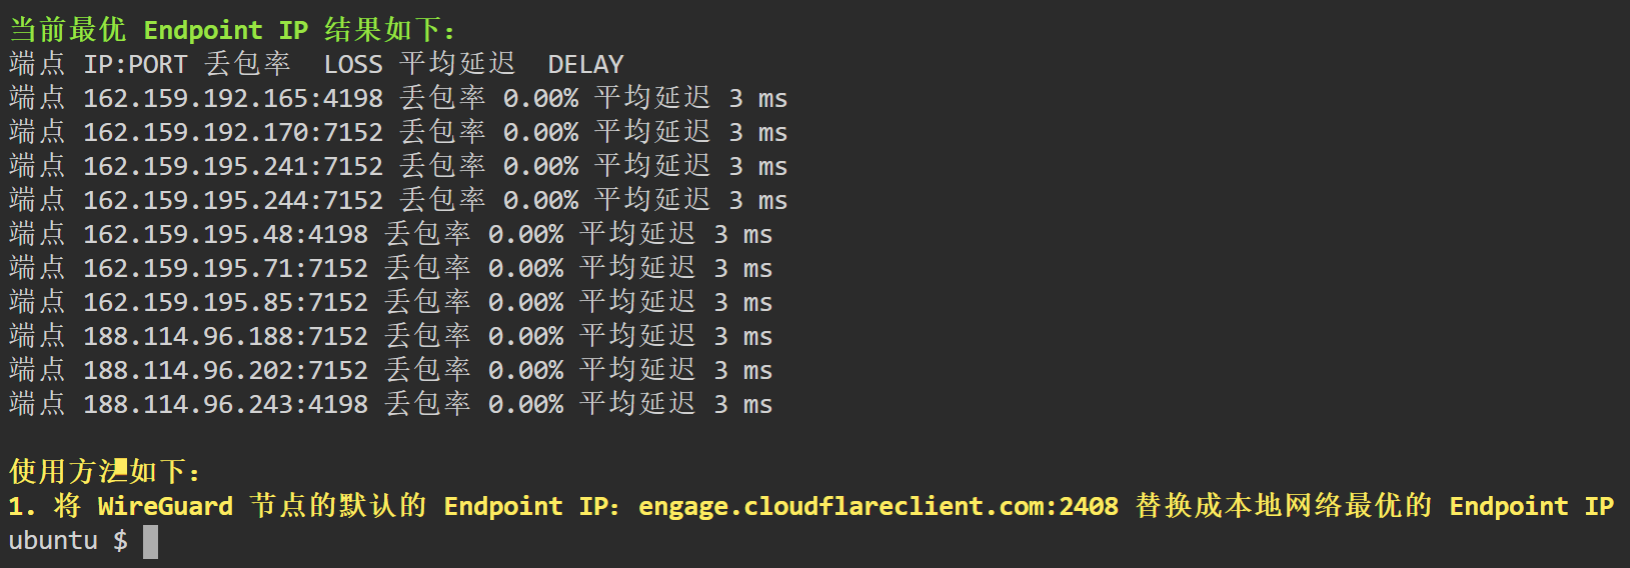 当前最优 Endpoint IP 结果如下：
端点 IP:PORT 丢包率  LOSS 平均延迟  DELAY
端点 162.159.192.165:4198 丢包率 0.00% 平均延迟 3 ms
端点 162.159.192.170:7152 丢包率 0.00% 平均延迟 3 ms
端点 162.159.195.241:7152 丢包率 0.00% 平均延迟 3 ms
端点 162.159.195.244:7152 丢包率 0.00% 平均延迟 3 ms
端点 162.159.195.48:4198 丢包率 0.00% 平均延迟 3 ms
端点 162.159.195.71:7152 丢包率 0.00% 平均延迟 3 ms
端点 162.159.195.85:7152 丢包率 0.00% 平均延迟 3 ms
端点 188.114.96.188:7152 丢包率 0.00% 平均延迟 3 ms
端点 188.114.96.202:7152 丢包率 0.00% 平均延迟 3 ms
端点 188.114.96.243:4198 丢包率 0.00% 平均延迟 3 ms
使用方法如下：
1. 将 WireGuard 节点的默认的 Endpoint IP：engage.cloudflareclient.com:2408 替换成本地网络最优的 Endpoint IP
ubuntu $